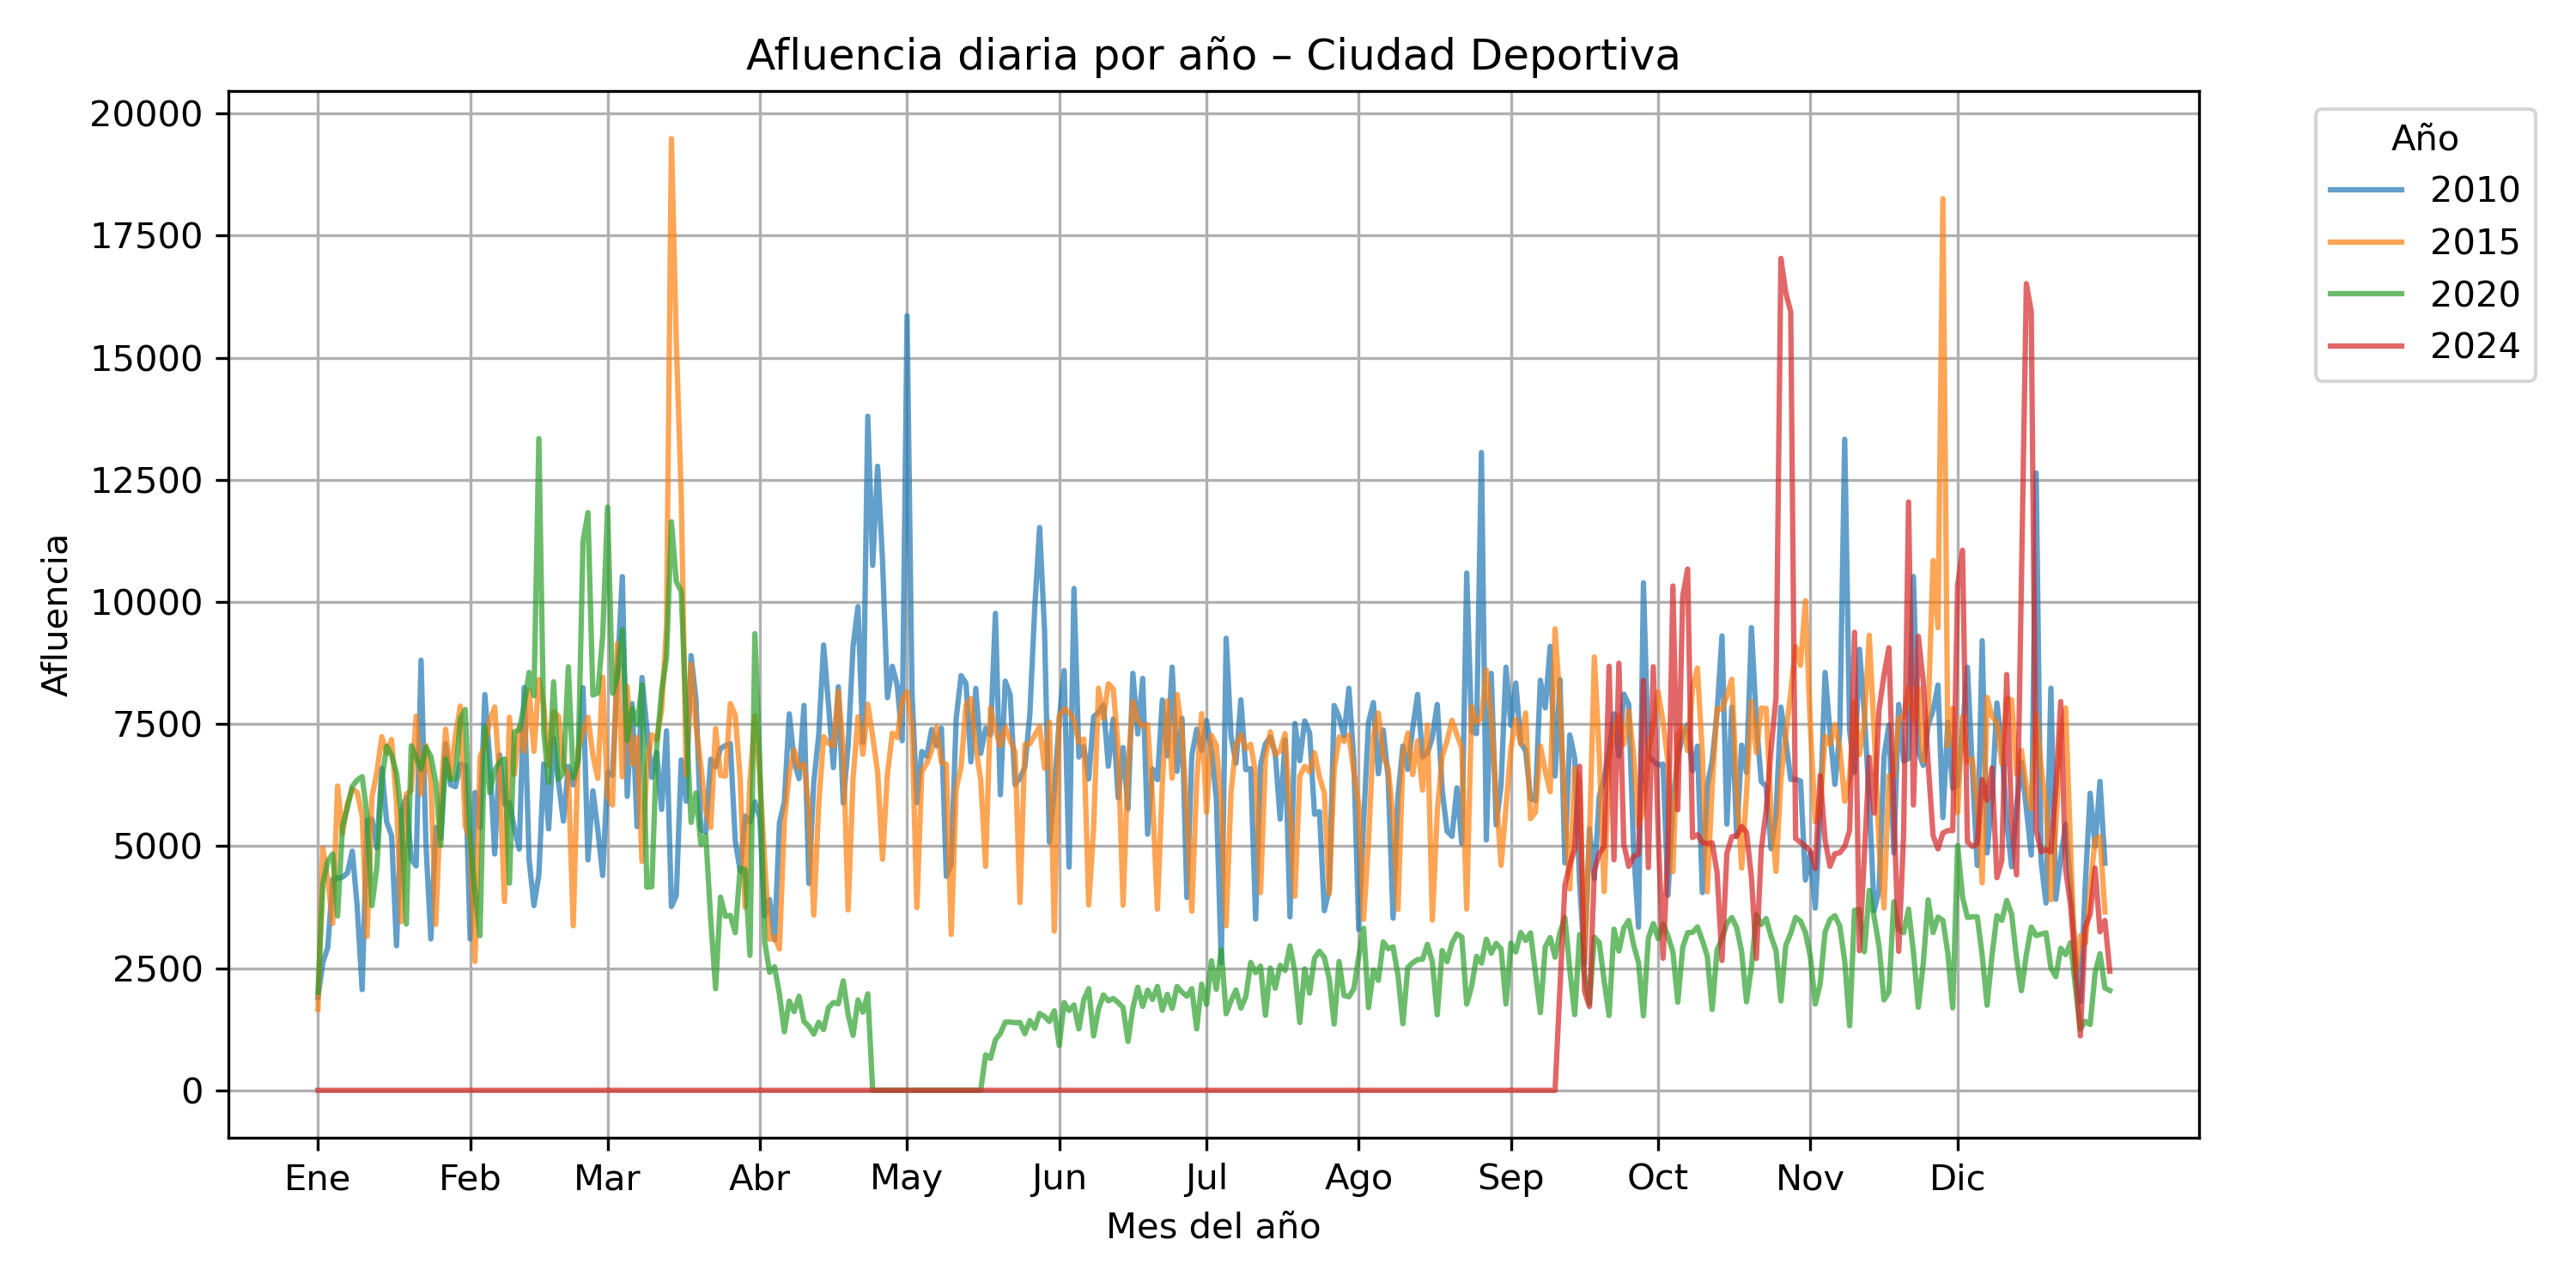 Afluencia diaria por año – Ciudad Deportiva
20000
17500
15000
12500
10000
7500
5000
2500
0
Afluencia
Ene Feb Mar Abr May Jun Jul Ago Sep Oct Nov Dic
Mes del año
Año
2010
2015
2020
2024